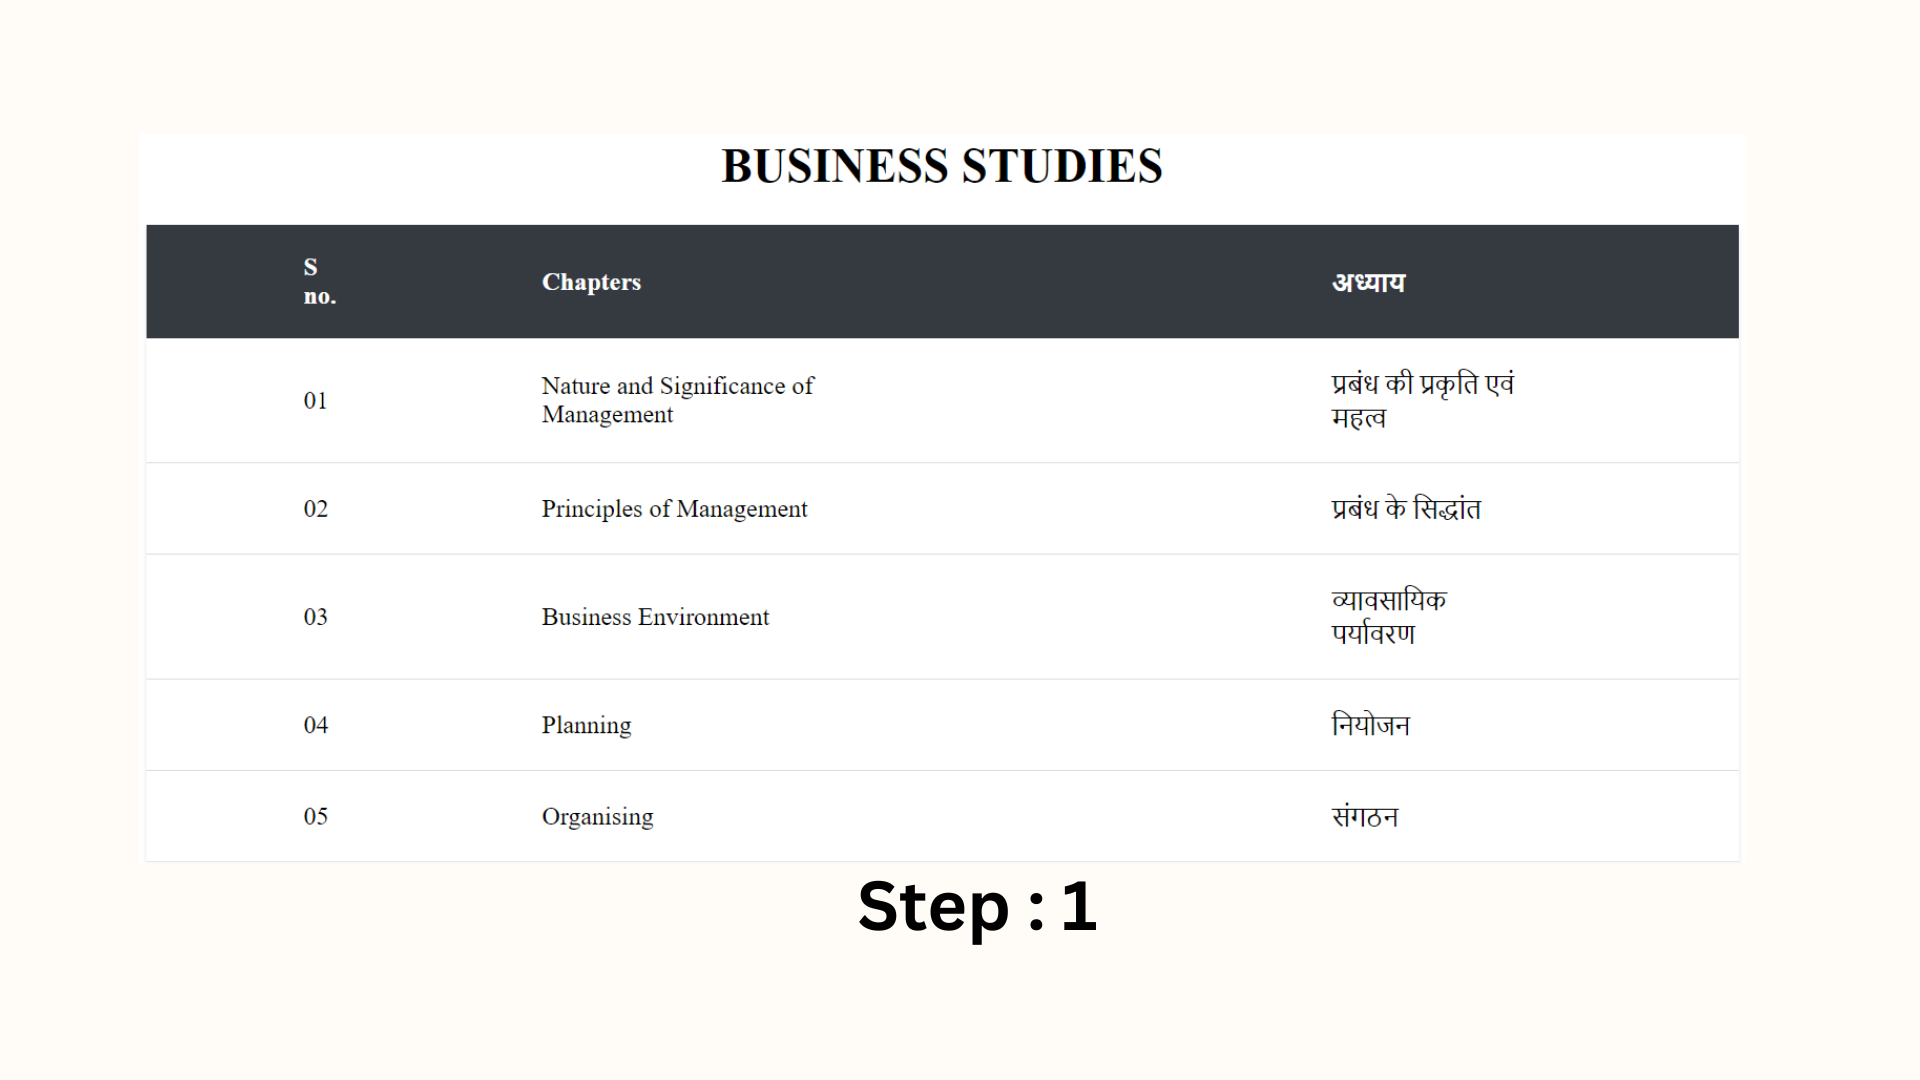 BUSINESS STUDIES
S
no.
Chapters
अध्याय
01
Nature and Significance of
Management
प्रबंध की प्रकृति एवं
महत्व
02
Principles of Management
प्रबंध के सिद्धांत
03
Business Environment
व्यावसायिक
पर्यावरण
04
Planning
नियोजन
05
Organising
संगठन
Step : 1